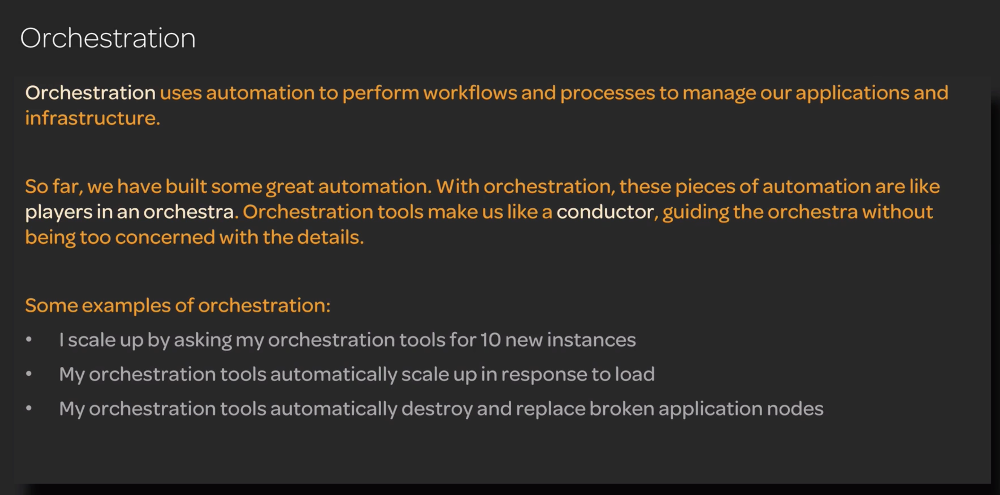 Orchestration
Orchestration uses automation to perform workflows and processes to manage our applications and
infrastructure.
So far, we have built some great automation. With orchestration, these pieces of automation are like
players in an orchestra. Orchestration tools make us like a conductor, guiding the orchestra without
being too concerned with the details.
Some examples of orchestration:
• I scale up by asking my orchestration tools for 10 new instances
• My orchestration tools automatically scale up in response to load
• My orchestration tools automatically destroy and replace broken application nodes